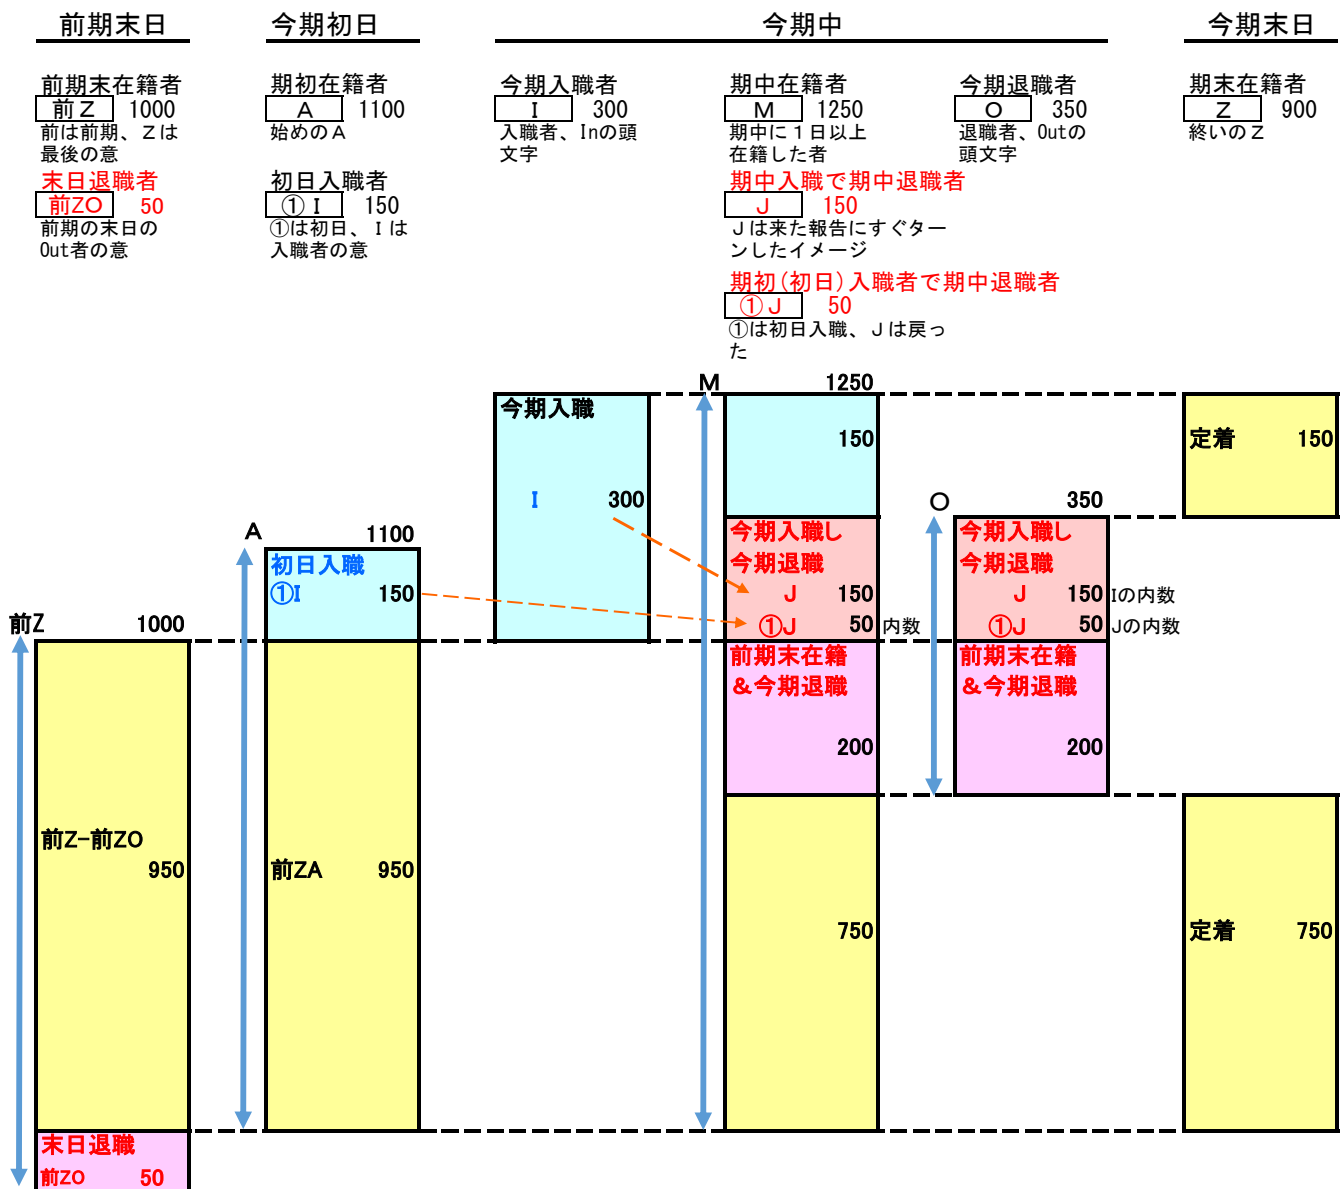 前期末日
今期初日
今期中
今期末日
前期末在籍者
前Z 1000
前は前期、Ｚは
最後の意
末日退職者
前ZO 50
前期の末日の
Out者の意
期初在籍者
A 1100
始めのＡ
初日入職者
①Ｉ 150
①は初日、Ｉは
入職者の意
今期入職者
I 300
入職者、Inの頭
文字
期中在籍者
M 1250
期中に１日以上
在籍した者
期中入職で期中退職者
J 150
Ｊは来た報告にすぐター
ンしたイメージ
期初(初日)入職者で期中退職者
①Ｊ 50
①は初日入職、Ｊは戻っ
た
今期退職者
O 350
退職者、Outの
頭文字
期末在籍者
Z 900
終いのＺ
前Z 1000
前Z-前ZO
950
末日退職
前ZO 50
A 1100
初日入職
①I 150
前ZA 950
今期入職
I 300
M 1250
150
今期入職し
今期退職
J 150
①J 50 内数
前期末在籍
＆今期退職
200
750
O 350
今期入職し
今期退職
J 150 Iの内数
①J 50 Jの内数
前期末在籍
＆今期退職
200
定着 150
定着 750